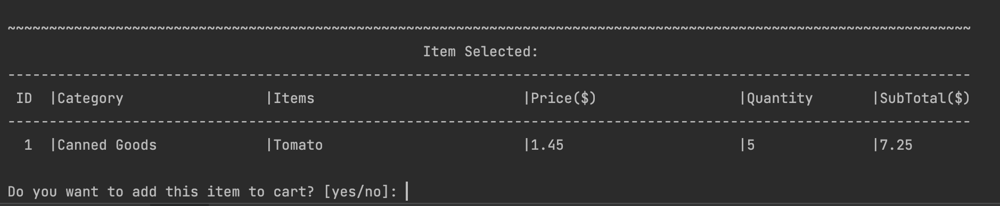 ~~~~~~~~~~~~~~~~~~~~~~~~~~~~~~~~~~~~~~~~~~~~~~~~~~~~~~~~~~~~~~~~~~~~~~~~~~~~~~~~~~~~~~~~~~~~~~~~~~~~~~~~~~~~~~~~~~~~
Item Selected:
--------------------------------------------------------------------------------------------------------------------
ID |Category |Items |Price($) |Quantity |SubTotal($)
--------------------------------------------------------------------------------------------------------------------
1 |Canned Goods |Tomato |1.45 |5 |7.25
Do you want to add this item to cart? [yes/no]: